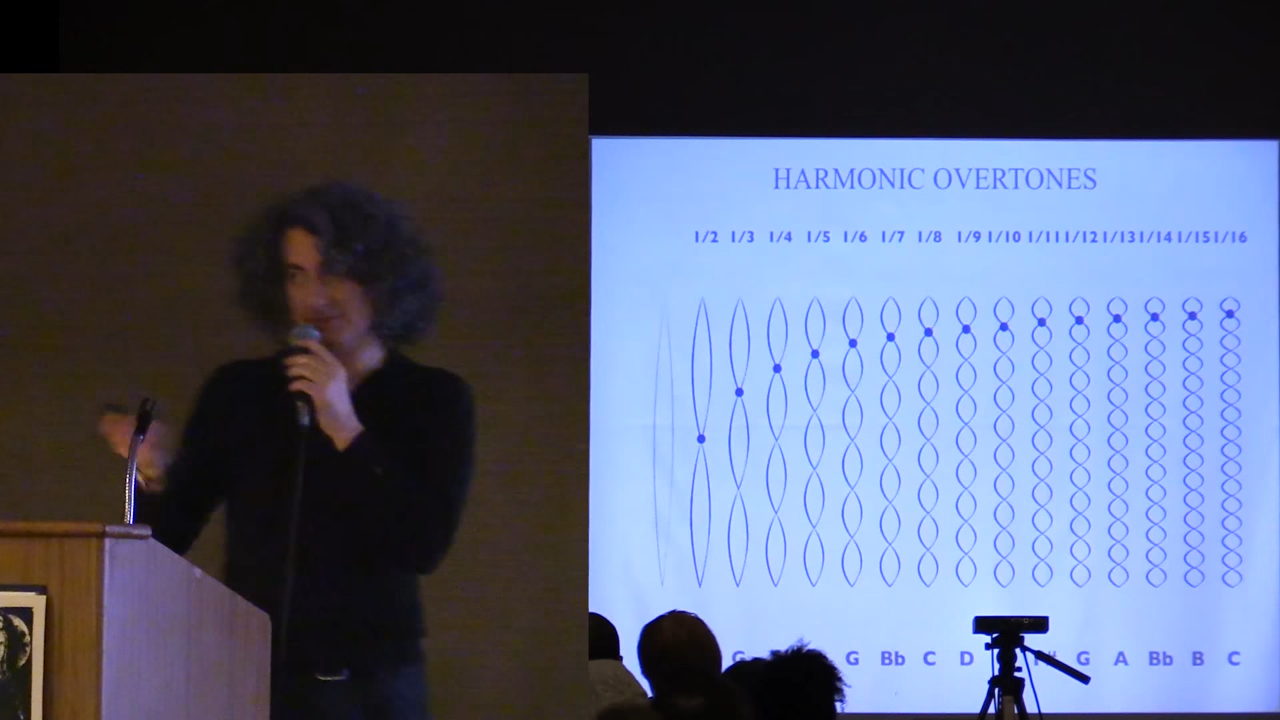 HARMONIC OVERTONES
1/2 1/3 1/4 1/5 1/6 1/7 1/8 1/9 1/10 1/11 1/12 1/13 1/14 1/15 1/16
G G Bb C D F# G A Bb B C